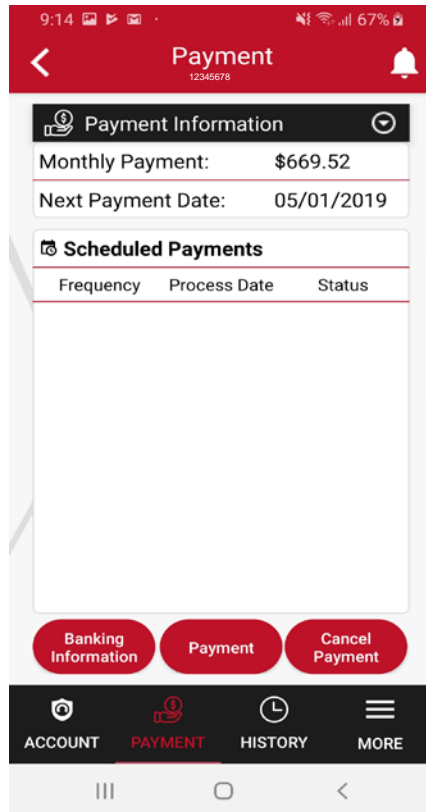 9:14 67%
Payment
12345678
Payment Information
Monthly Payment: $669.52
Next Payment Date: 05/01/2019
Scheduled Payments
Frequency Process Date Status
Banking Information Payment Cancel Payment
ACCOUNT PAYMENT HISTORY MORE